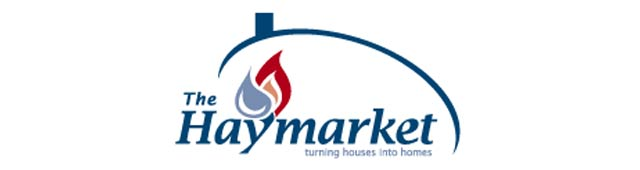 The
Haymarket
turning houses into homes